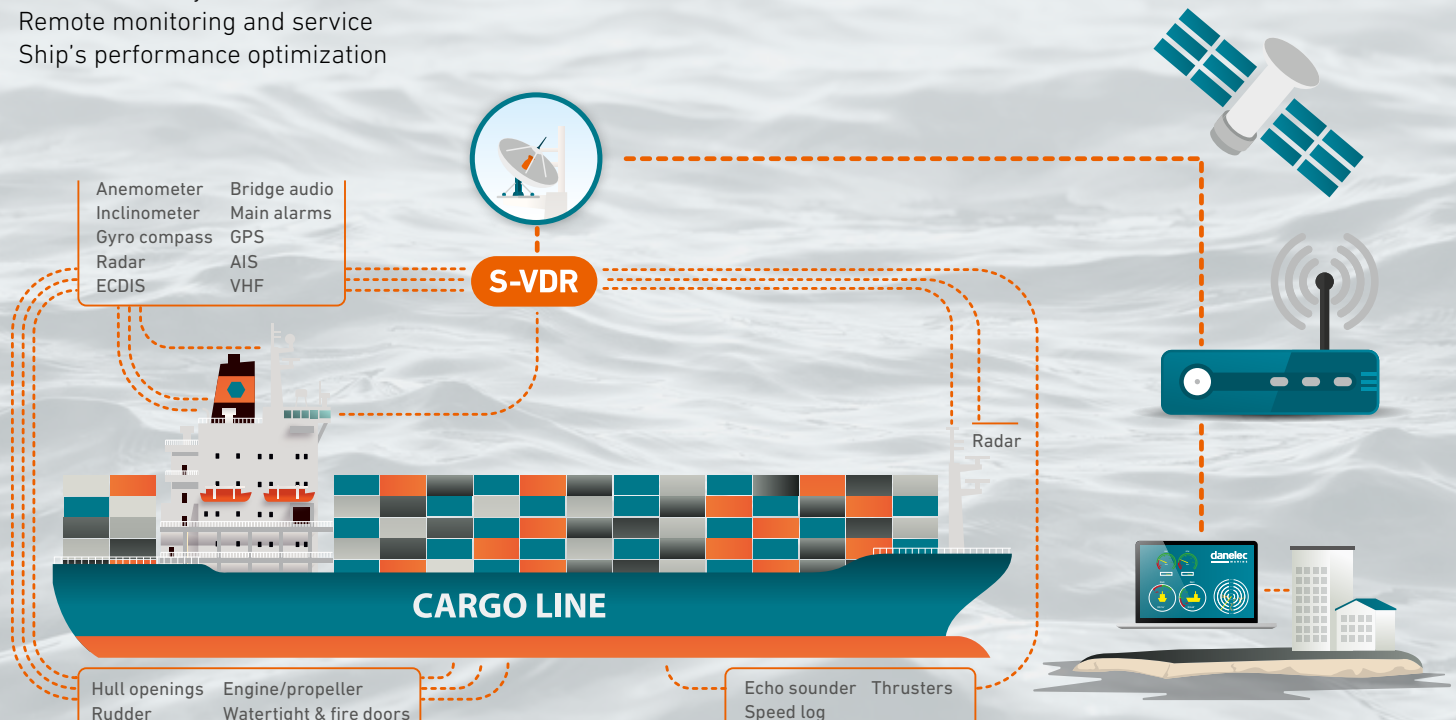 Remote monitoring and service
Ship's performance optimization
Anemometer Bridge audio
Inclinometer Main alarms
Gyro compass GPS
Radar AIS
ECDIS VHF
S-VDR
Radar
danelec
MARINE
CARGO LINE
Hull openings Engine/propeller
Rudder Watertight & fire doors
Echo sounder Thrusters
Speed log